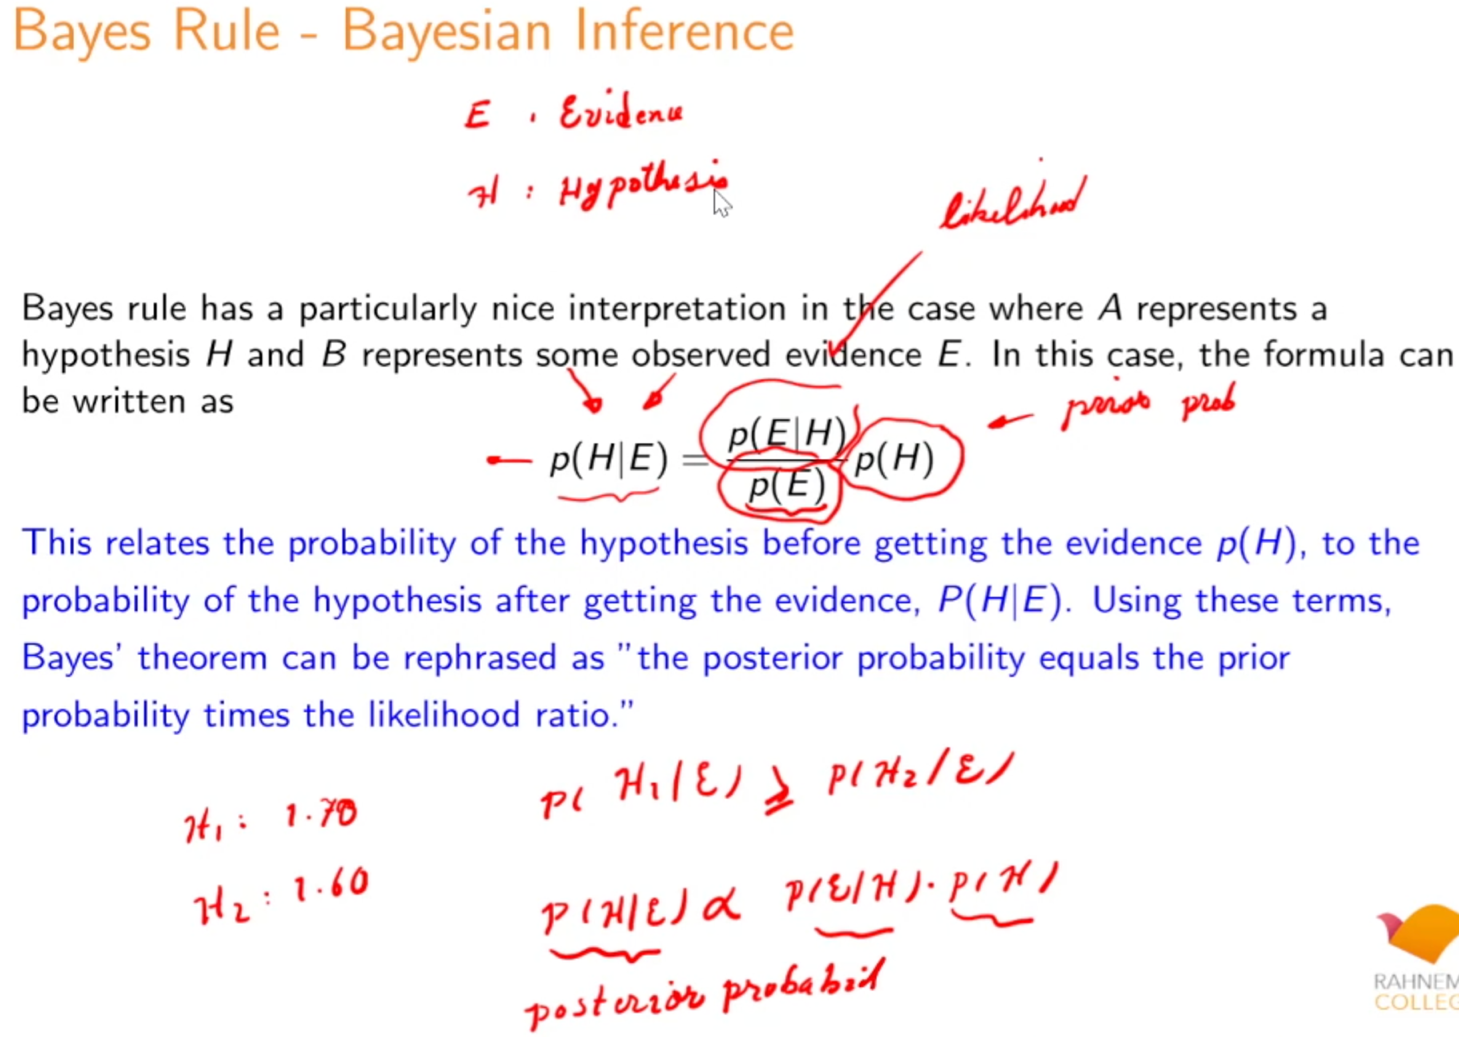 Bayes Rule - Bayesian Inference
E : Evidence
H : Hypothesis
likelihood
Bayes rule has a particularly nice interpretation in the case where A represents a
hypothesis H and B represents some observed evidence E. In this case, the formula can
be written as
prior prob
p(H|E) = p(E|H) / p(E) p(H)
This relates the probability of the hypothesis before getting the evidence p(H), to the
probability of the hypothesis after getting the evidence, P(H|E). Using these terms,
Bayes' theorem can be rephrased as "the posterior probability equals the prior
probability times the likelihood ratio."
P(H₁|E) ≥ P(H₂|E)
H₁ : 1.70
H₂ : 1.60
P(H|E) ∝ P(E|H) . P(H)
posterior
RAHNEM
COLLEG